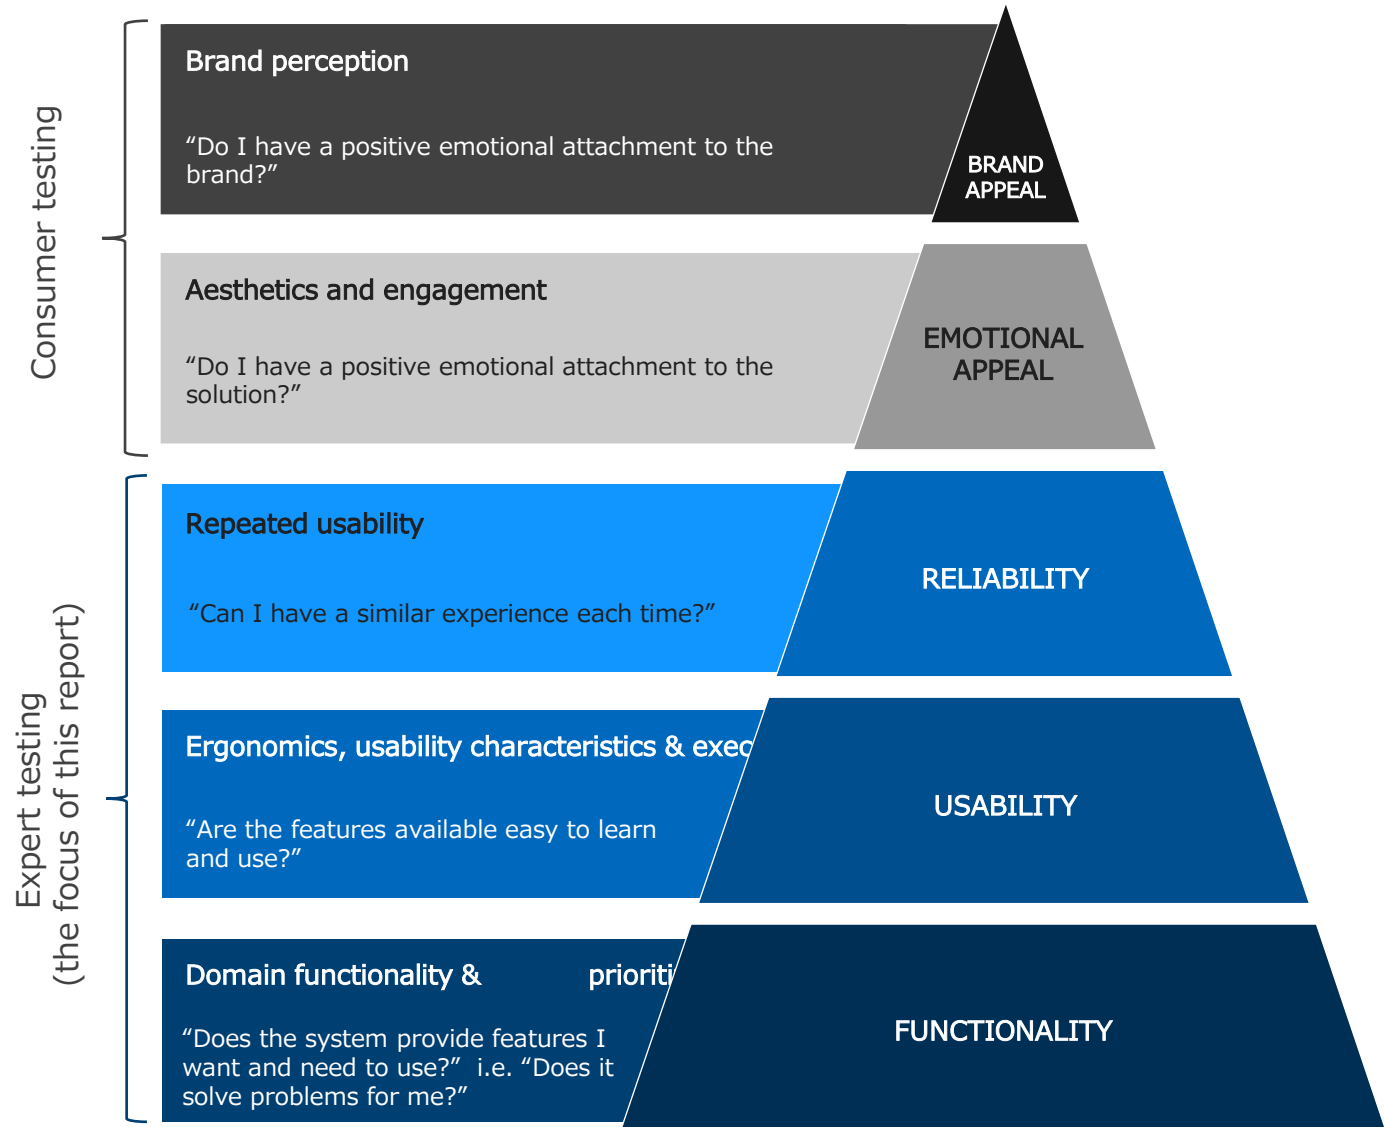 Consumer testing
Brand perception
“Do I have a positive emotional attachment to the
brand?”
BRAND
APPEAL
Aesthetics and engagement
“Do I have a positive emotional attachment to the
solution?”
EMOTIONAL
APPEAL
Expert testing
(the focus of this report)
Repeated usability
“Can I have a similar experience each time?”
RELIABILITY
Ergonomics, usability characteristics &
“Are the features available easy to learn
and use?”
USABILITY
Domain functionality &
“Does the system provide features I
want and need to use?” i.e. “Does it
solve problems for me?”
FUNCTIONALITY